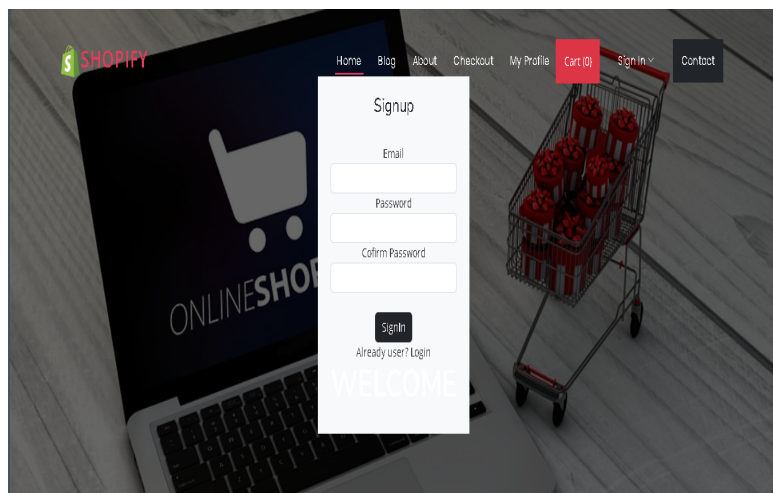 SHOPIFY
Home Blog About Checkout My Profile Cart (0) Sign In Contact
Signup
Email
Password
Cofirm Password
ONLINESHOP
SignIn
Already user? Login
WELCOME